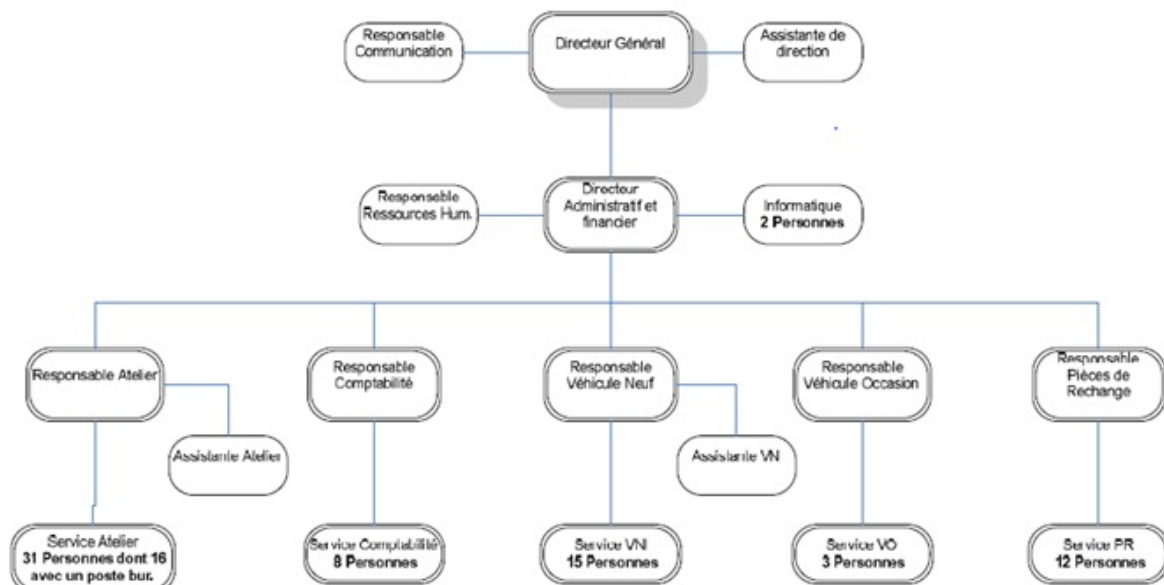 Responsable
Communication
Directeur Général
Assistante de
direction
Responsable
Ressources Hum.
Directeur
Administratif et
financier
Informatique
2 Personnes
Responsable Atelier
Responsable
Comptabilité
Responsable
Véhicule Neuf
Responsable
Véhicule Occasion
Responsable
Pièces de
Rechange
Assistante Atelier
Assistante VN
Service Atelier
31 Personnes dont 16
avec un poste bur.
Service Comptabilité
8 Personnes
Service VNI
15 Personnes
Service VO
3 Personnes
Service PR
12 Personnes